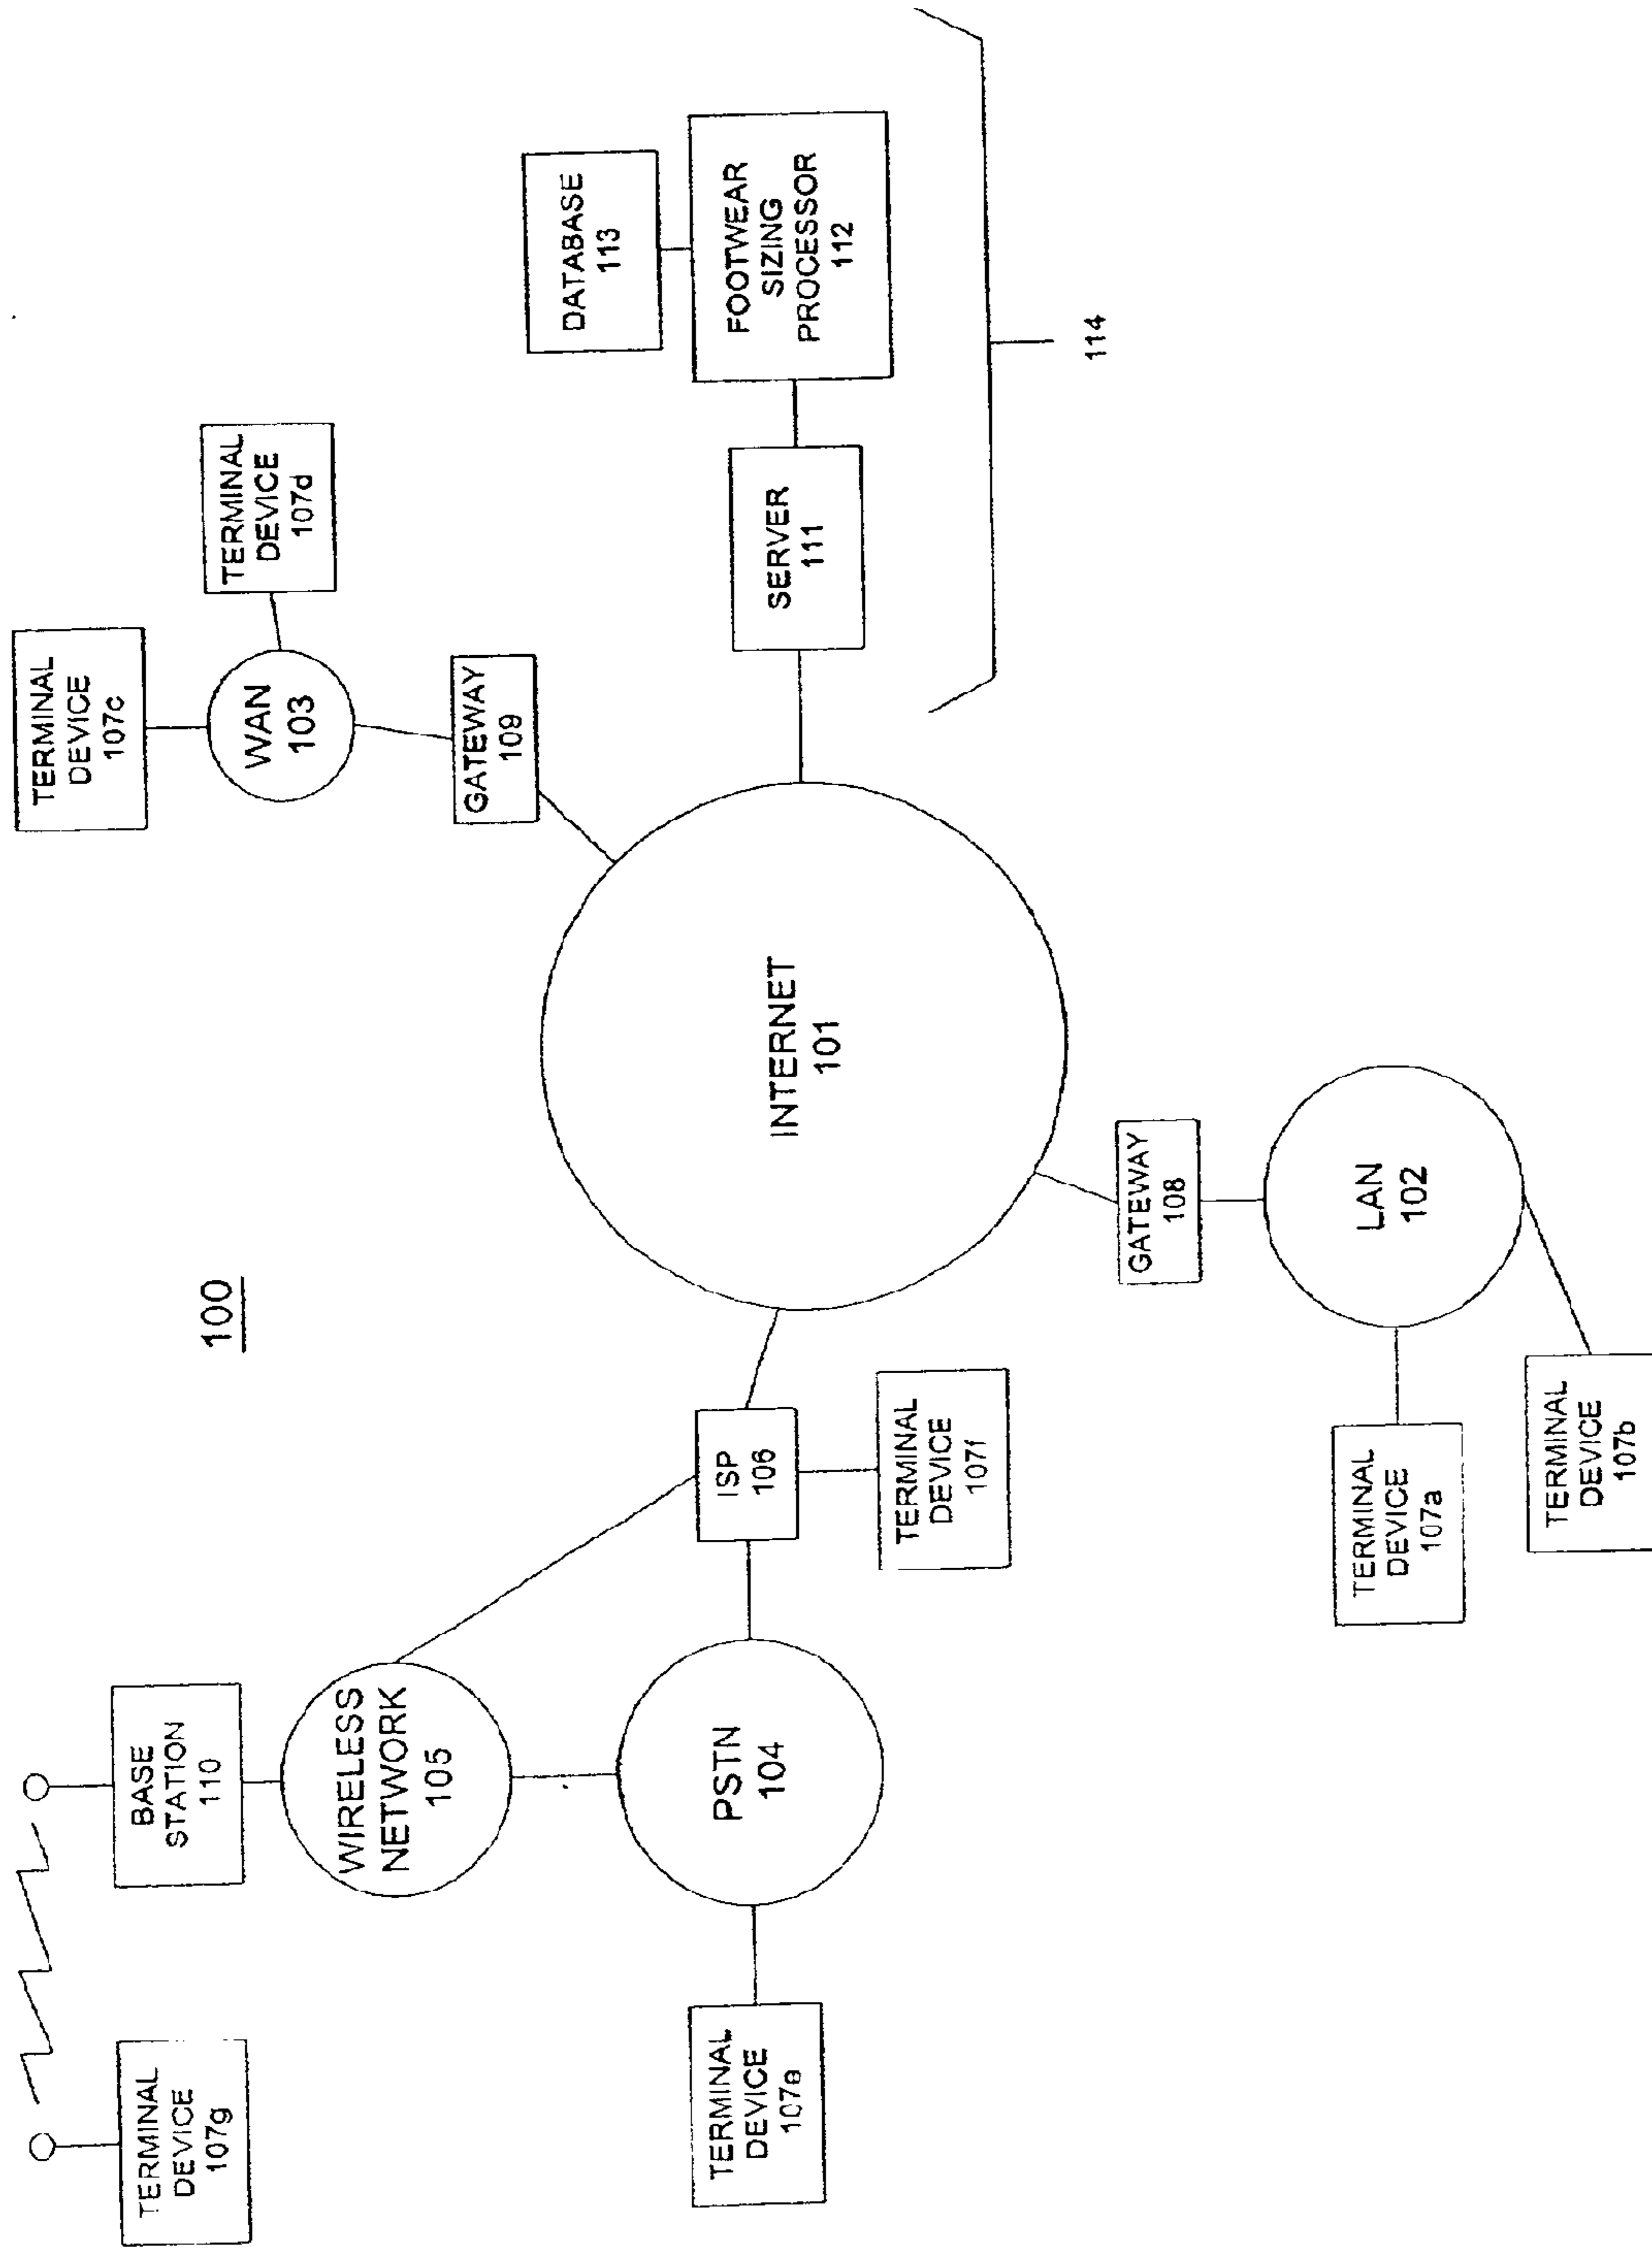 100
TERMINAL
DEVICE
107g
BASE
STATION
110
TERMINAL
DEVICE
107c
WIRELESS
NETWORK
105
WAN
103
TERMINAL
DEVICE
107d
GATEWAY
109
TERMINAL
DEVICE
107e
PSTN
104
ISP
106
TERMINAL
DEVICE
107f
INTERNET
101
SERVER
111
DATABASE
113
FOOTWEAR
SIZING
PROCESSOR
112
114
GATEWAY
108
LAN
102
TERMINAL
DEVICE
107a
TERMINAL
DEVICE
107b